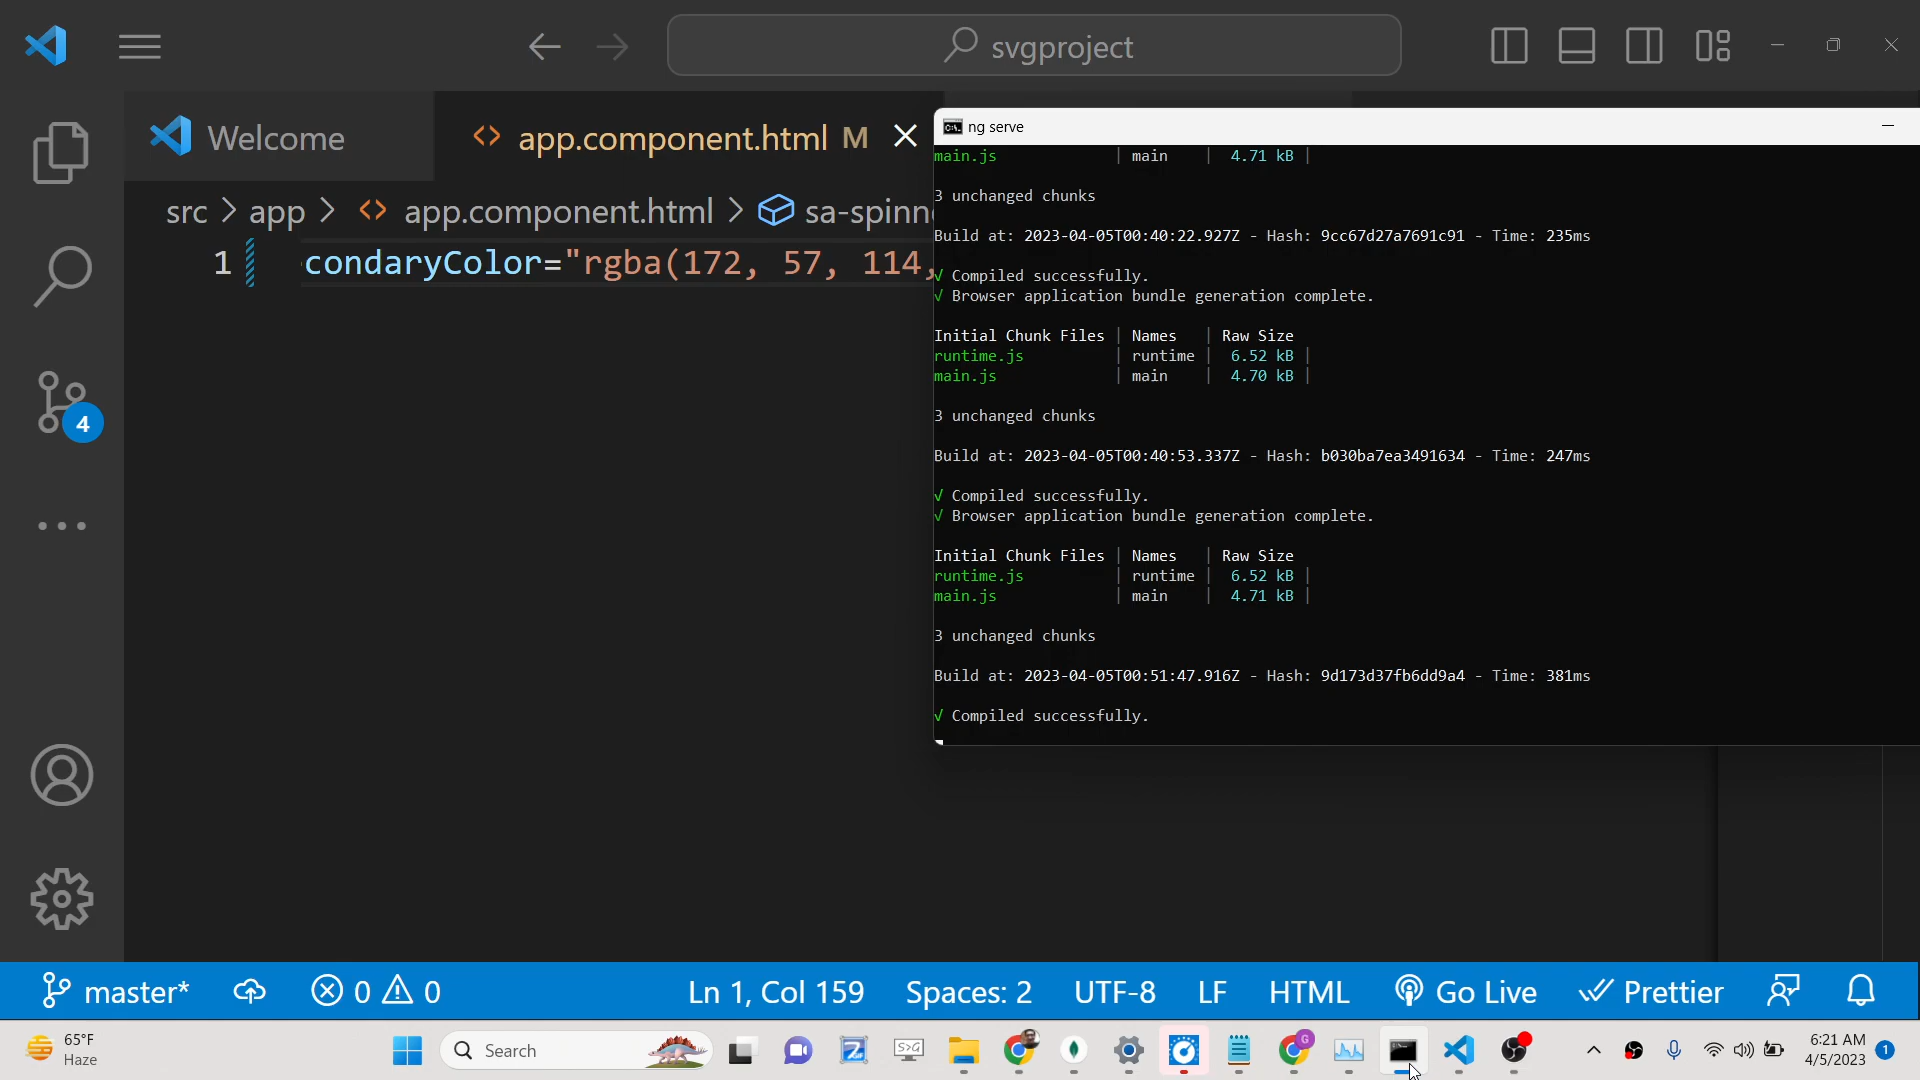 svgproject
Welcome
app.component.html M
src > app > app.component.html > sa-spinn
1 condaryColor="rgba(172, 57, 114,
4
ng serve
main.js | main | 4.71 kB |
3 unchanged chunks
Build at: 2023-04-05T00:40:22.927Z - Hash: 9cc67d27a7691c91 - Time: 235ms
√ Compiled successfully.
√ Browser application bundle generation complete.
Initial Chunk Files | Names | Raw Size
runtime.js | runtime | 6.52 kB |
main.js | main | 4.70 kB |
3 unchanged chunks
Build at: 2023-04-05T00:40:53.337Z - Hash: b030ba7ea3491634 - Time: 247ms
√ Compiled successfully.
√ Browser application bundle generation complete.
Initial Chunk Files | Names | Raw Size
runtime.js | runtime | 6.52 kB |
main.js | main | 4.71 kB |
3 unchanged chunks
Build at: 2023-04-05T00:51:47.916Z - Hash: 9d173d37fb6dd9a4 - Time: 381ms
√ Compiled successfully.
master* 0 0 Ln 1, Col 159 Spaces: 2 UTF-8 LF HTML Go Live Prettier
65°F
Haze
Search
S>G
G
6:21 AM
4/5/2023
1